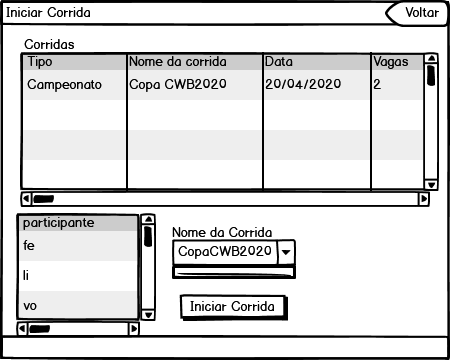 Iniciar Corrida
Voltar
Corridas
Tipo Nome da corrida Data Vagas
Campeonato Copa CWB2020 20/04/2020 2
participante
fe
li
vo
Nome da Corrida
CopaCWB2020
Iniciar Corrida